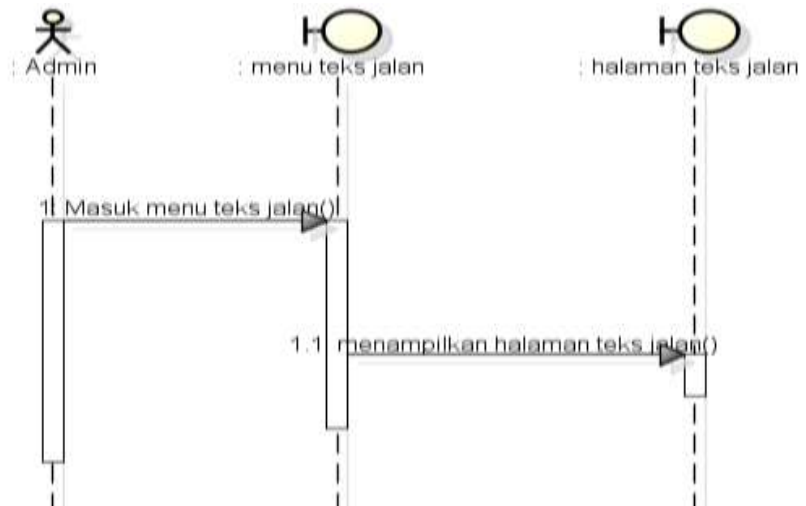 : Admin
: menu teks jalan
: halaman teks jalan
1: Masuk menu teks jalan()
1.1 menampilkan halaman teks jalan()